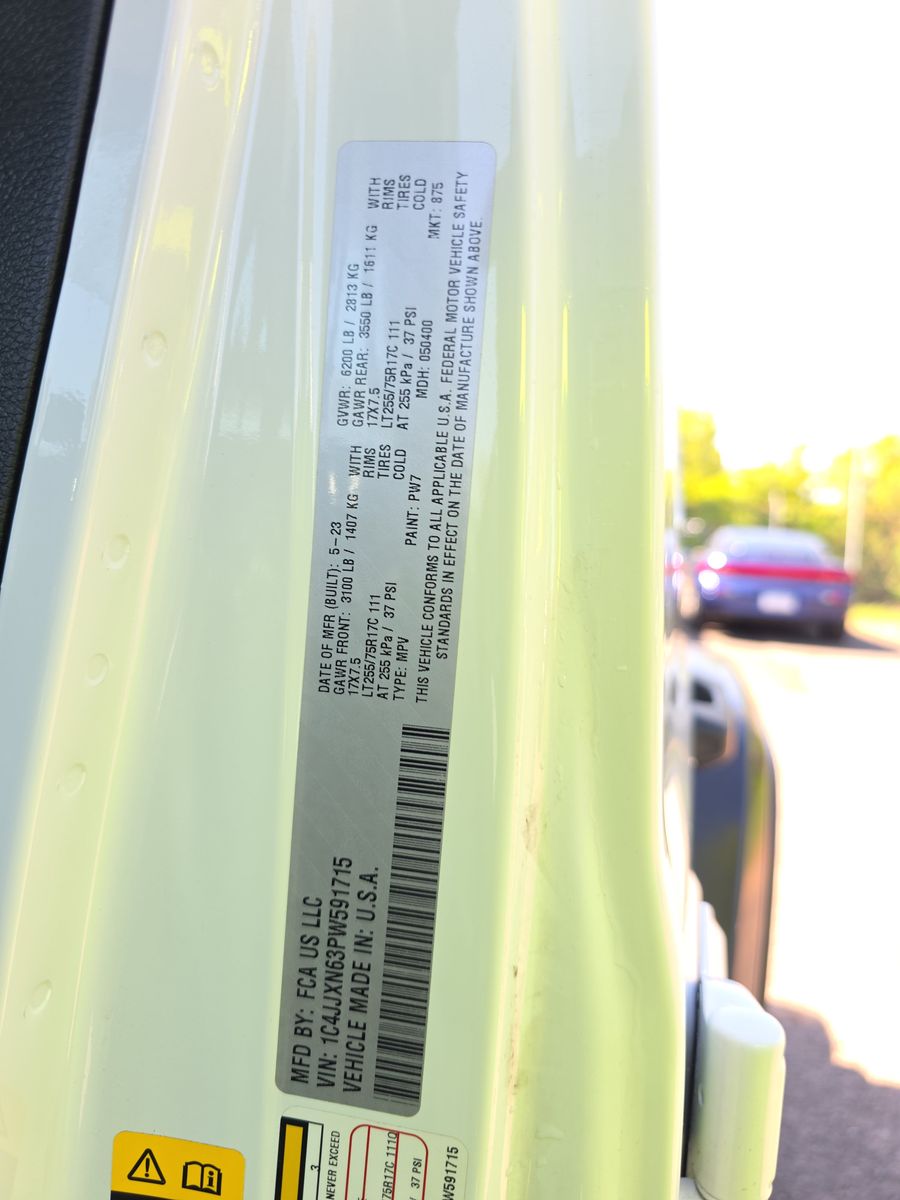 MFD BY: FCA US LLC
VIN: 1C4JJXN63PW591715
VEHICLE MADE IN: U.S.A.
DATE OF MFR (BUILT): 5-23 GVWR: 6200 LB / 2813 KG
GAWR FRONT: 3100 LB / 1407 KG WITH GAWR REAR: 3550 LB / 1611 KG WITH
17X7.5 RIMS 17X7.5 RIMS
LT255/75R17C 111 TIRES LT255/75R17C 111 TIRES
AT 255 kPa / 37 PSI COLD AT 255 kPa / 37 PSI COLD
TYPE: MPV PAINT: PW7 MDH: 050400 MKT: 875
THIS VEHICLE CONFORMS TO ALL APPLICABLE U.S.A. FEDERAL MOTOR VEHICLE SAFETY
STANDARDS IN EFFECT ON THE DATE OF MANUFACTURE SHOWN ABOVE.
3
NEVER EXCEED
75R17C 111Q
/ 37 PSI
W591715